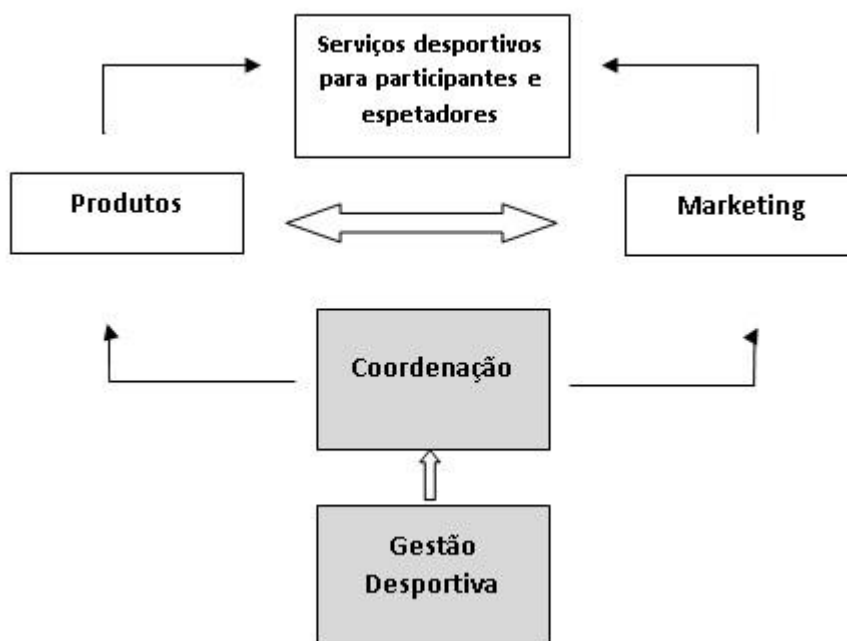 Serviços desportivos
para participantes e
espetadores
Produtos
Marketing
Coordenação
Gestão
Desportiva